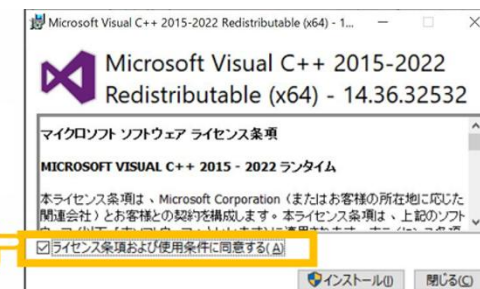 Microsoft Visual C++ 2015-2022 Redistributable (x64) - 1...
Microsoft Visual C++ 2015-2022
Redistributable (x64) - 14.36.32532
マイクロソフト ソフトウェア ライセンス条項
MICROSOFT VISUAL C++ 2015 - 2022 ランタイム
本ライセンス条項は、Microsoft Corporation (またはお客様の所在地に応じた
関連会社) とお客様との契約を構成します。本ライセンス条項は、上記のソフト
ライセンス条項および使用条件に同意する(A)
インストール(I)
閉じる(C)